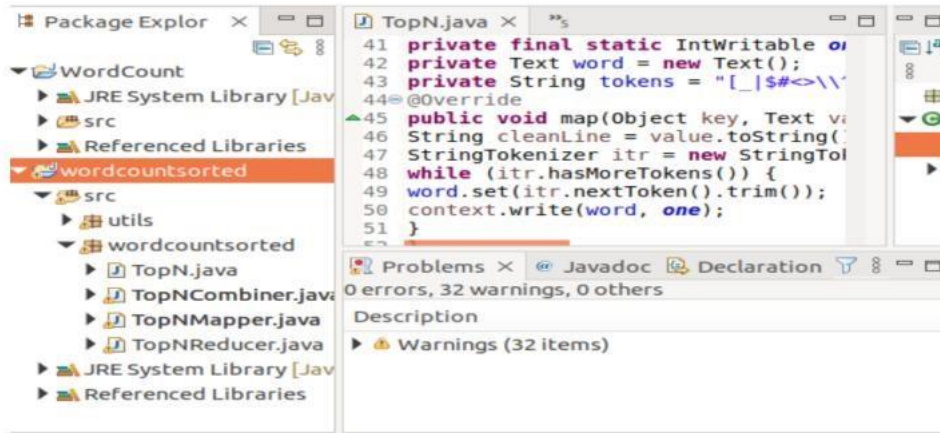 Package Explor
WordCount
JRE System Library [Jav
src
Referenced Libraries
wordcountsorted
src
utils
wordcountsorted
TopN.java
TopNCombiner.java
TopNMapper.java
TopNReducer.java
JRE System Library [Jav
Referenced Libraries
TopN.java
"s
41 private final static IntWritable o
42 private Text word = new Text();
43 private String tokens = "[_|$#<>\\^
44 @Override
45 public void map(Object key, Text va
46 String cleanLine = value.toString(
47 StringTokenizer itr = new StringTo
48 while (itr.hasMoreTokens()) {
49 word.set(itr.nextToken().trim());
50 context.write(word, one);
51 }
Problems @ Javadoc Declaration
0 errors, 32 warnings, 0 others
Description
Warnings (32 items)